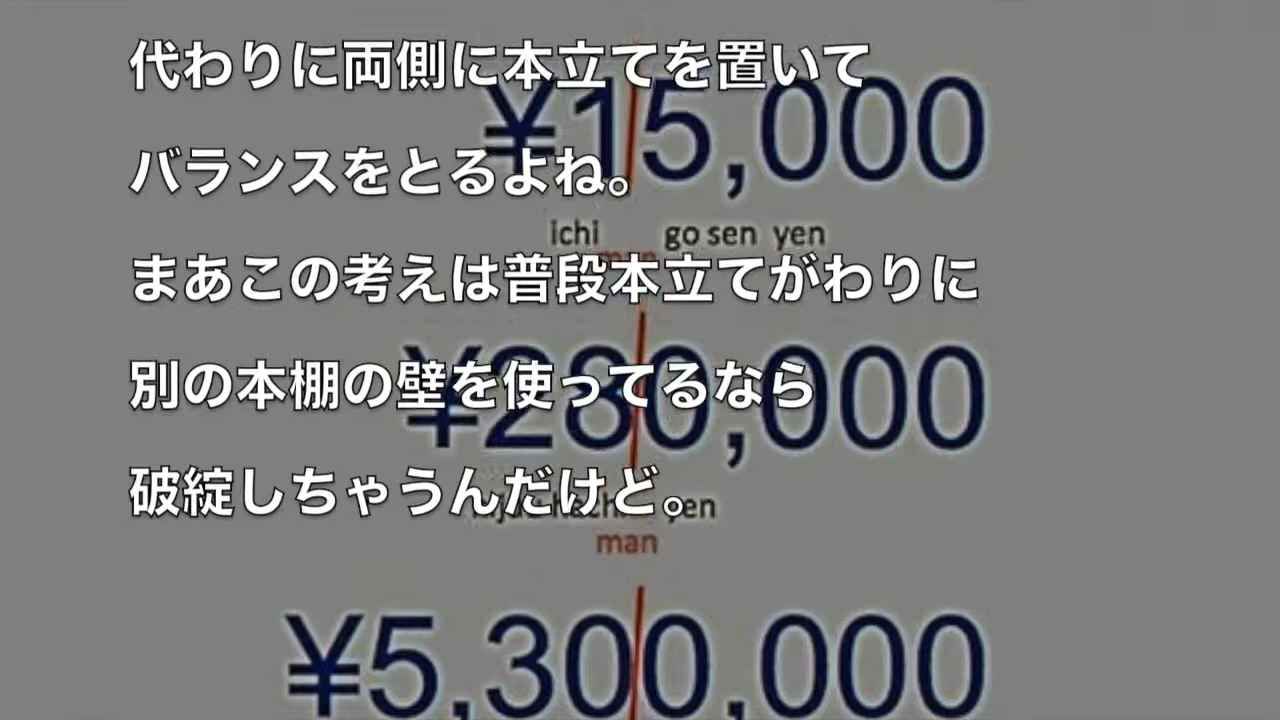 代わりに両側に本立てを置いて
¥15,000
バランスをとるよね。
ichi go sen yen
man
まあこの考えは普段本立てがわりに
¥280,000
別の本棚の壁を使ってるなら
破綻しちゃうんだけど。
yen
man
¥5,300,000